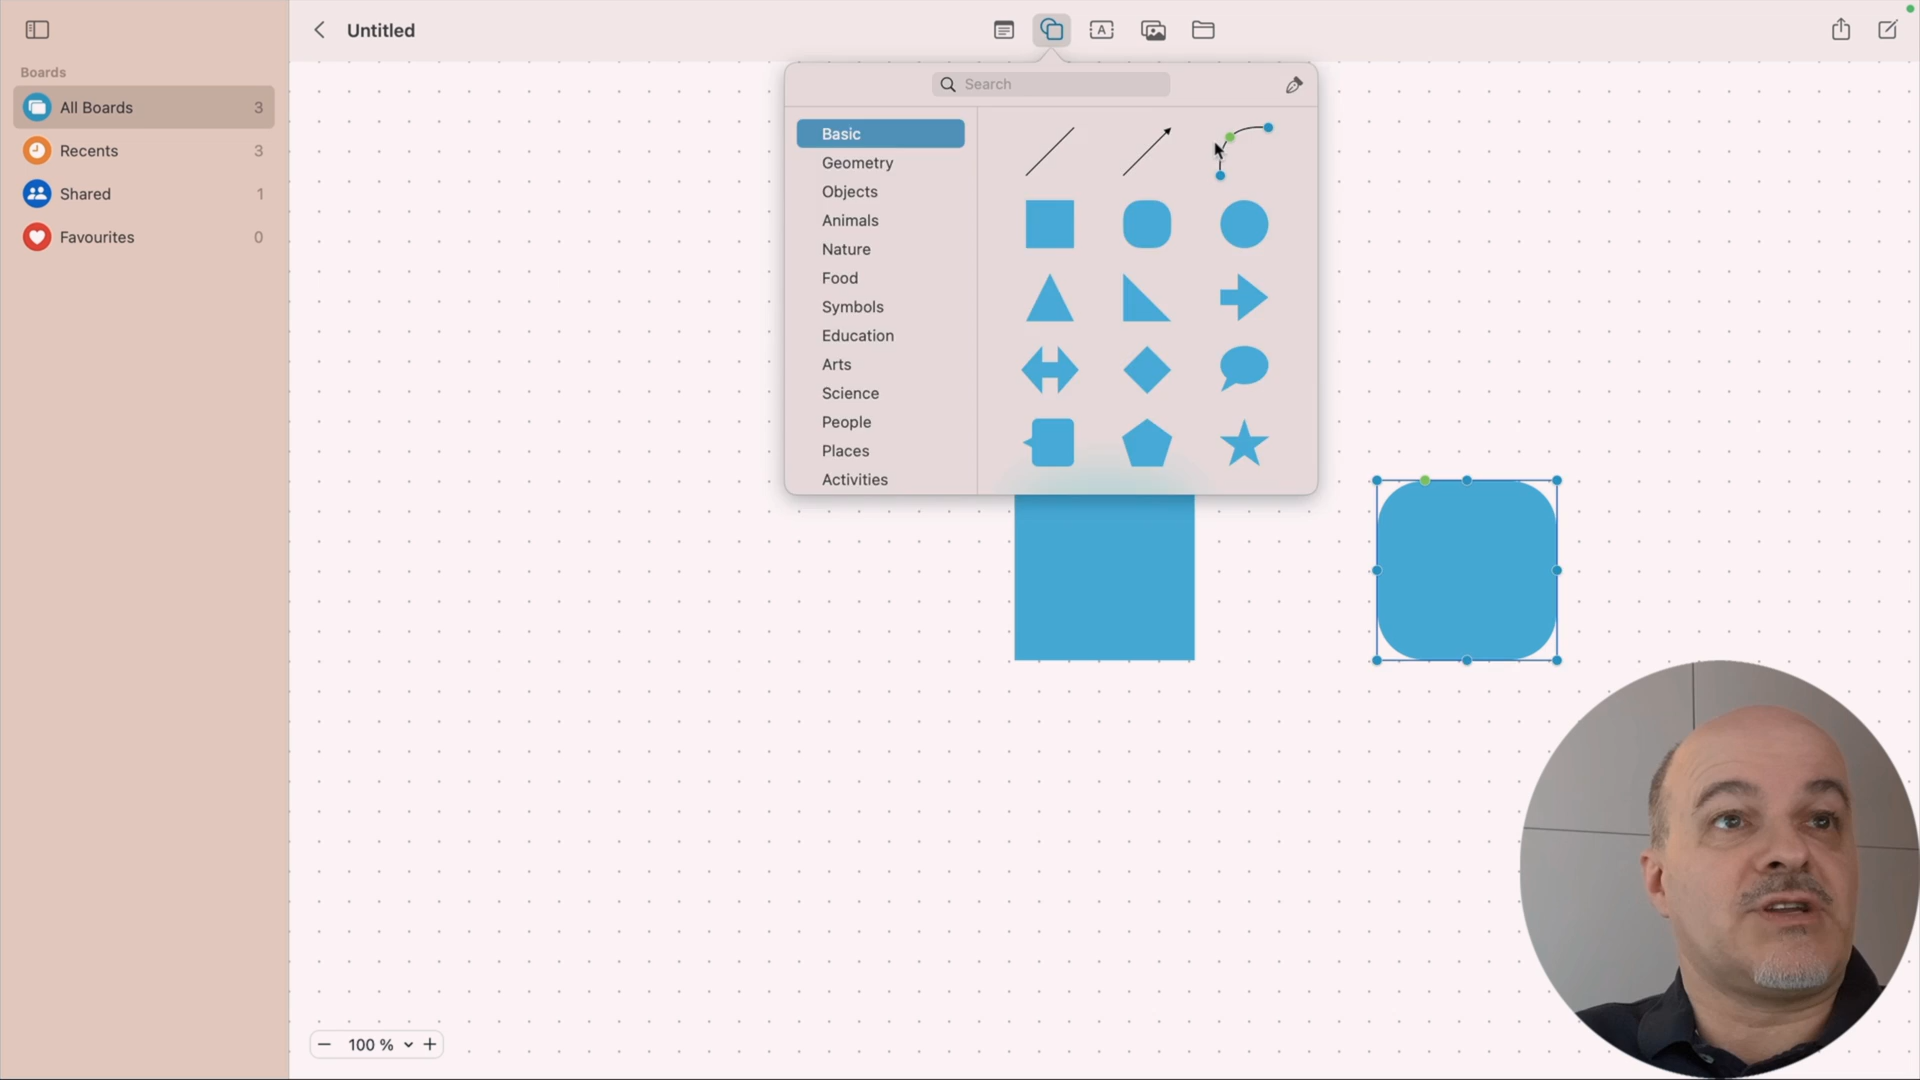 Untitled
A
Boards
All Boards 3
Recents 3
Shared 1
Favourites 0
Search
Basic
Geometry
Objects
Animals
Nature
Food
Symbols
Education
Arts
Science
People
Places
Activities
100 %